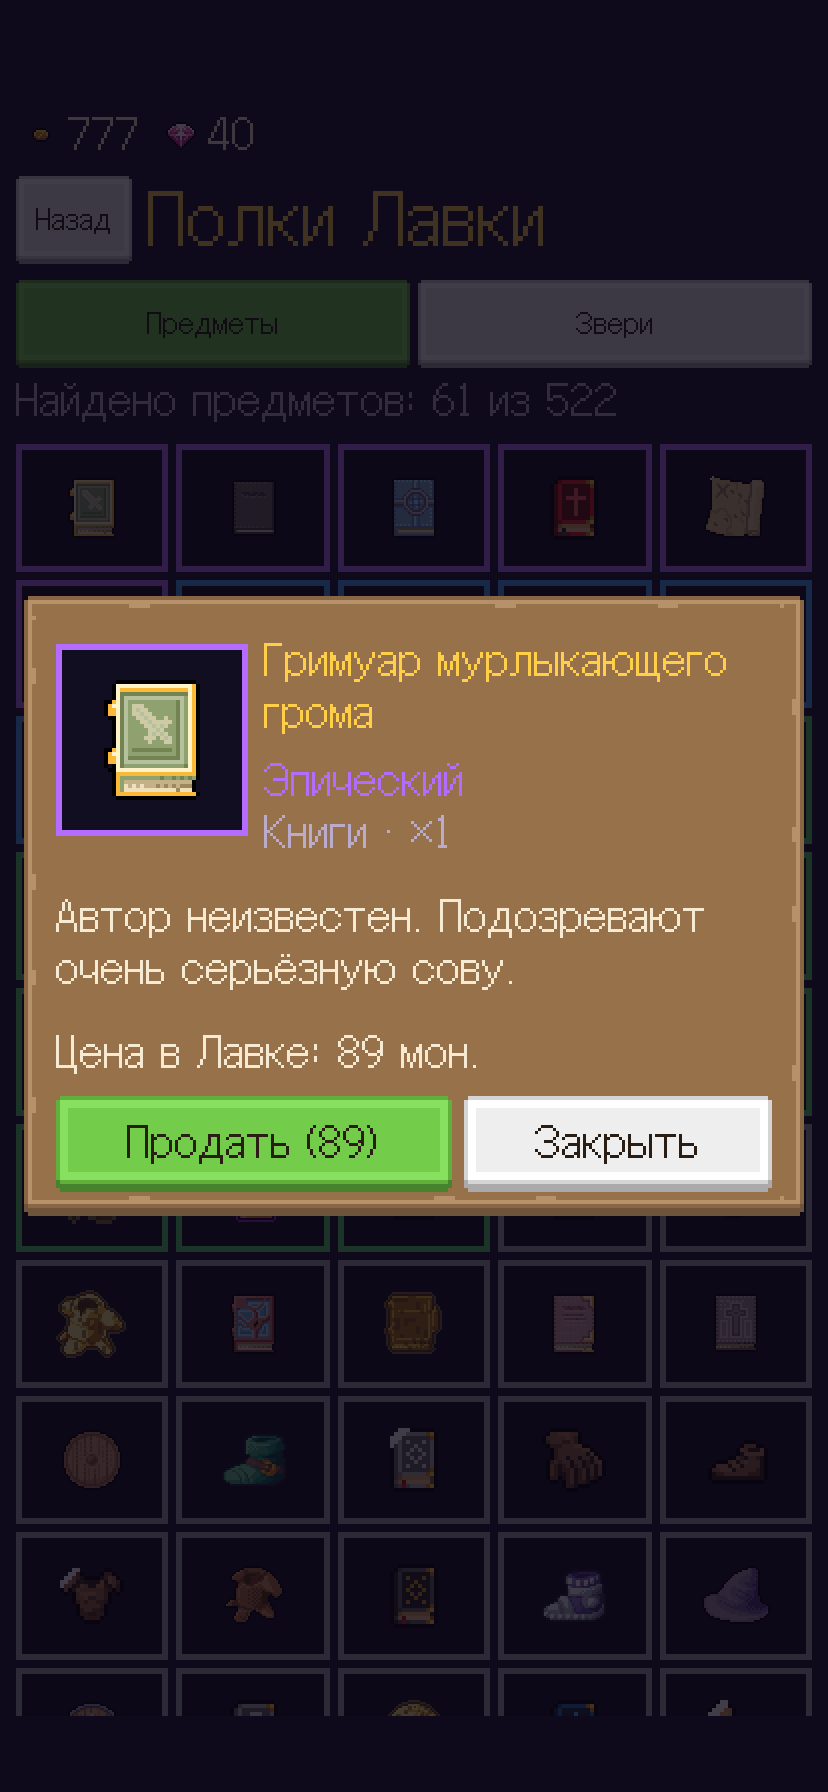 777 40
Назад
Полки Лавки
Предметы
Звери
Найдено предметов: 61 из 522
Гримуар мурлыкающего
грома
Эпический
Книги · ×1
Автор неизвестен. Подозревают
очень серьёзную сову.
Цена в Лавке: 89 мон.
Продать (89)
Закрыть